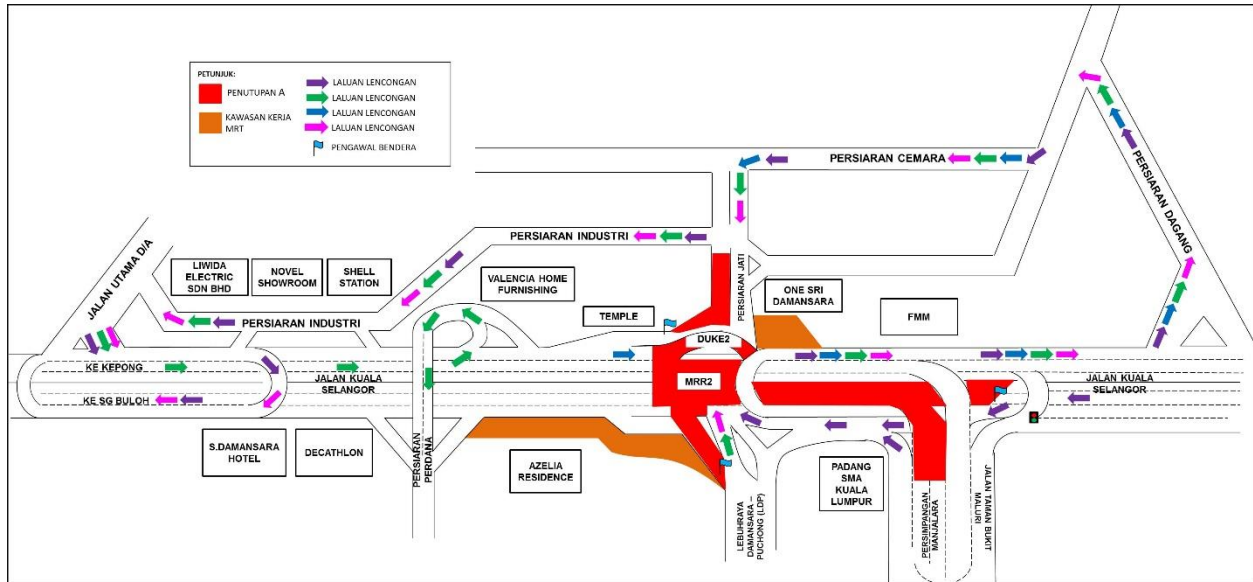 PETUNJUK:
PENUTUPAN A
KAWASAN KERJA
MRT
LALUAN LENCONGAN
LALUAN LENCONGAN
LALUAN LENCONGAN
LALUAN LENCONGAN
PENGAWAL BENDERA
PERSIARAN CEMARA
PERSIARAN DAGANG
PERSIARAN INDUSTRI
JALAN UTAMA D/A
LIWIDA
ELECTRIC
SDN BHD
NOVEL
SHOWROOM
SHELL
STATION
VALENCIA HOME
FURNISHING
PERSIARAN JATI
ONE SRI
DAMANSARA
FMM
TEMPLE
PERSIARAN INDUSTRI
DUKE2
KE KEPONG
JALAN KUALA
SELANGOR
MRR2
JALAN KUALA
SELANGOR
KE SG BULOH
S.DAMANSARA
HOTEL
DECATHLON
PERSIARAN
PERDANA
AZELIA
RESIDENCE
LEBUHRAYA
DAMANSARA –
PUCHONG (LDP)
PADANG
SMA
KUALA
LUMPUR
PERSIMPANGAN
MANJALARA
JALAN TAMAN BUKIT
MALURI